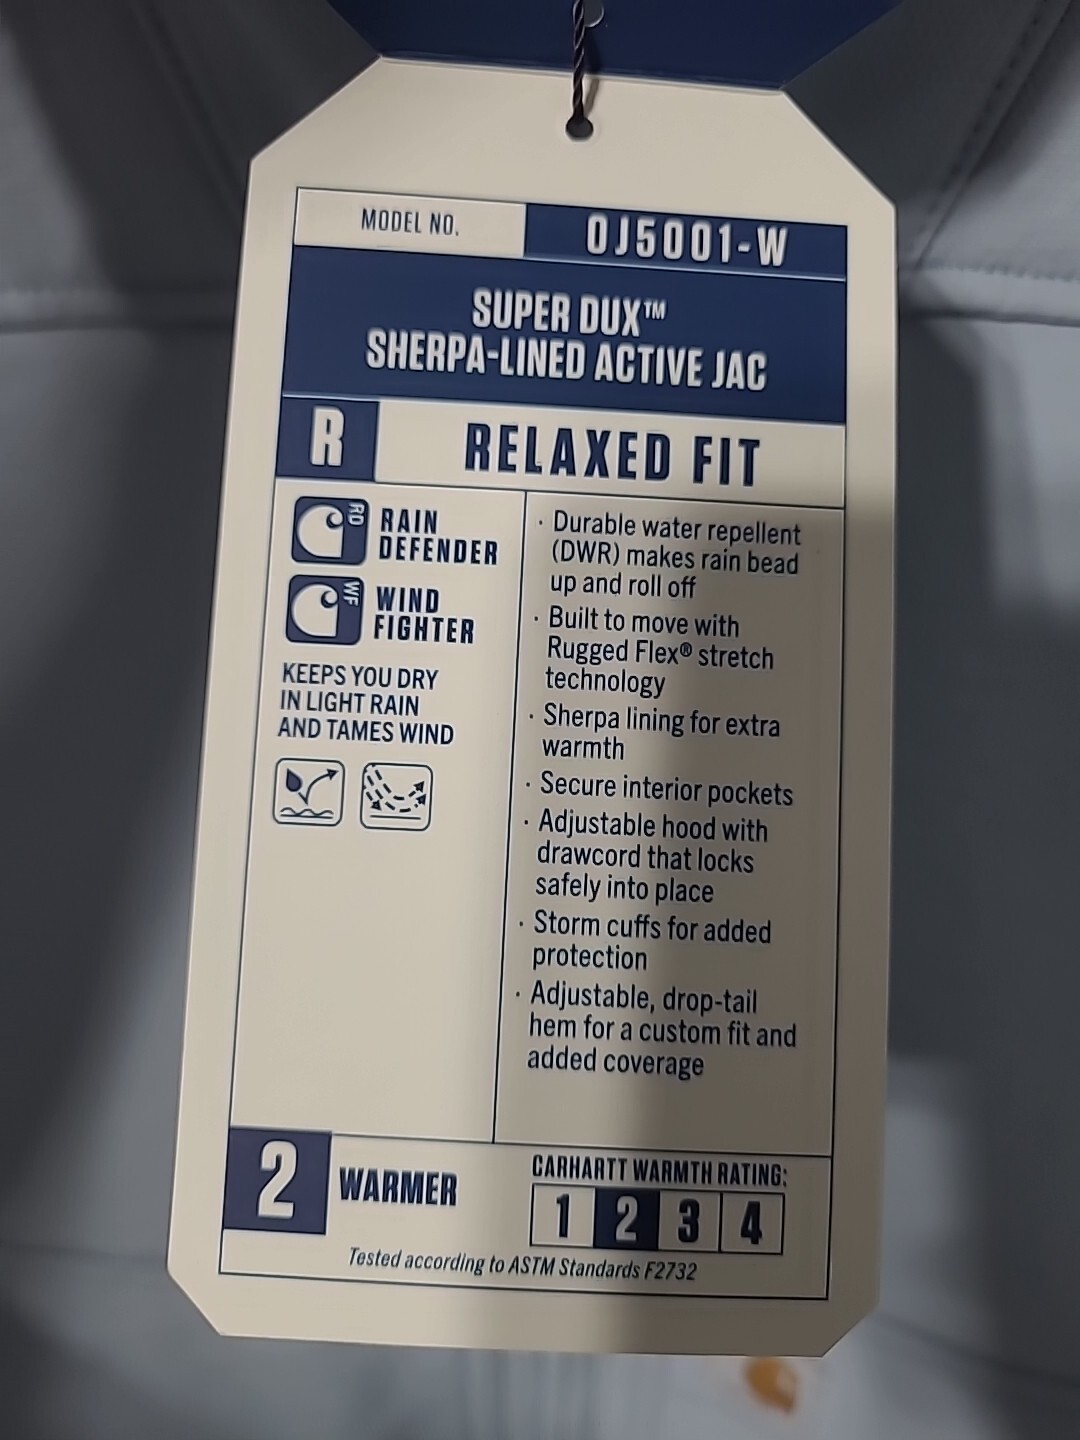 MODEL NO.
OJ5001-W
SUPER DUX™
SHERPA-LINED ACTIVE JAC
R
RELAXED FIT
RD
RAIN
DEFENDER
WF
WIND
FIGHTER
KEEPS YOU DRY
IN LIGHT RAIN
AND TAMES WIND
· Durable water repellent
(DWR) makes rain bead
up and roll off
· Built to move with
Rugged Flex® stretch
technology
· Sherpa lining for extra
warmth
· Secure interior pockets
· Adjustable hood with
drawcord that locks
safely into place
· Storm cuffs for added
protection
· Adjustable, drop-tail
hem for a custom fit and
added coverage
2
WARMER
CARHARTT WARMTH RATING:
1 2 3 4
Tested according to ASTM Standards F2732